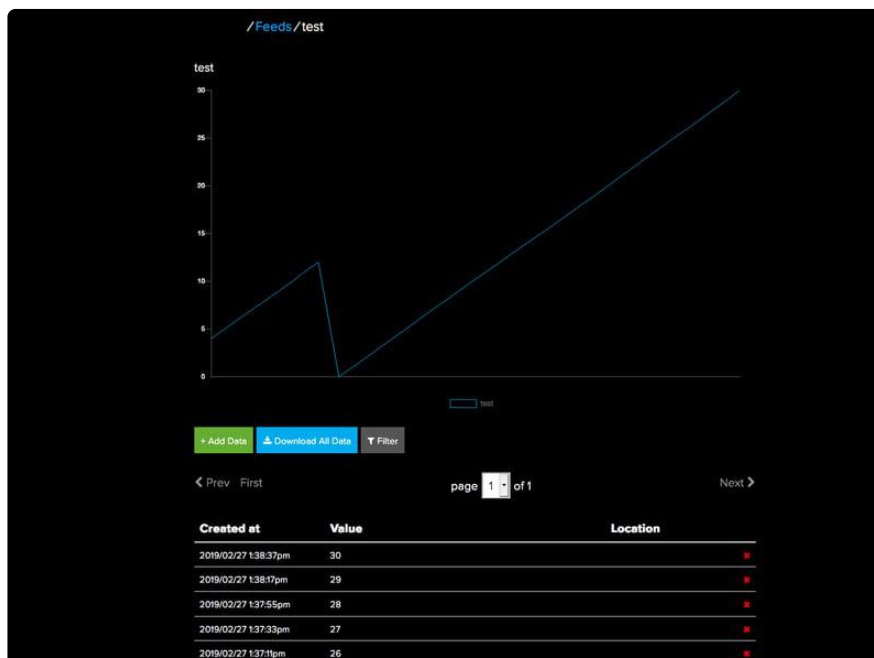 /Feeds/test
test
30
25
20
15
10
5
0
test
+ Add Data Download All Data Filter
Prev First page 1 of 1 Next
Created at Value Location
2019/02/27 1:38:37pm 30
2019/02/27 1:38:17pm 29
2019/02/27 1:37:55pm 28
2019/02/27 1:37:33pm 27
2019/02/27 1:37:11pm 26